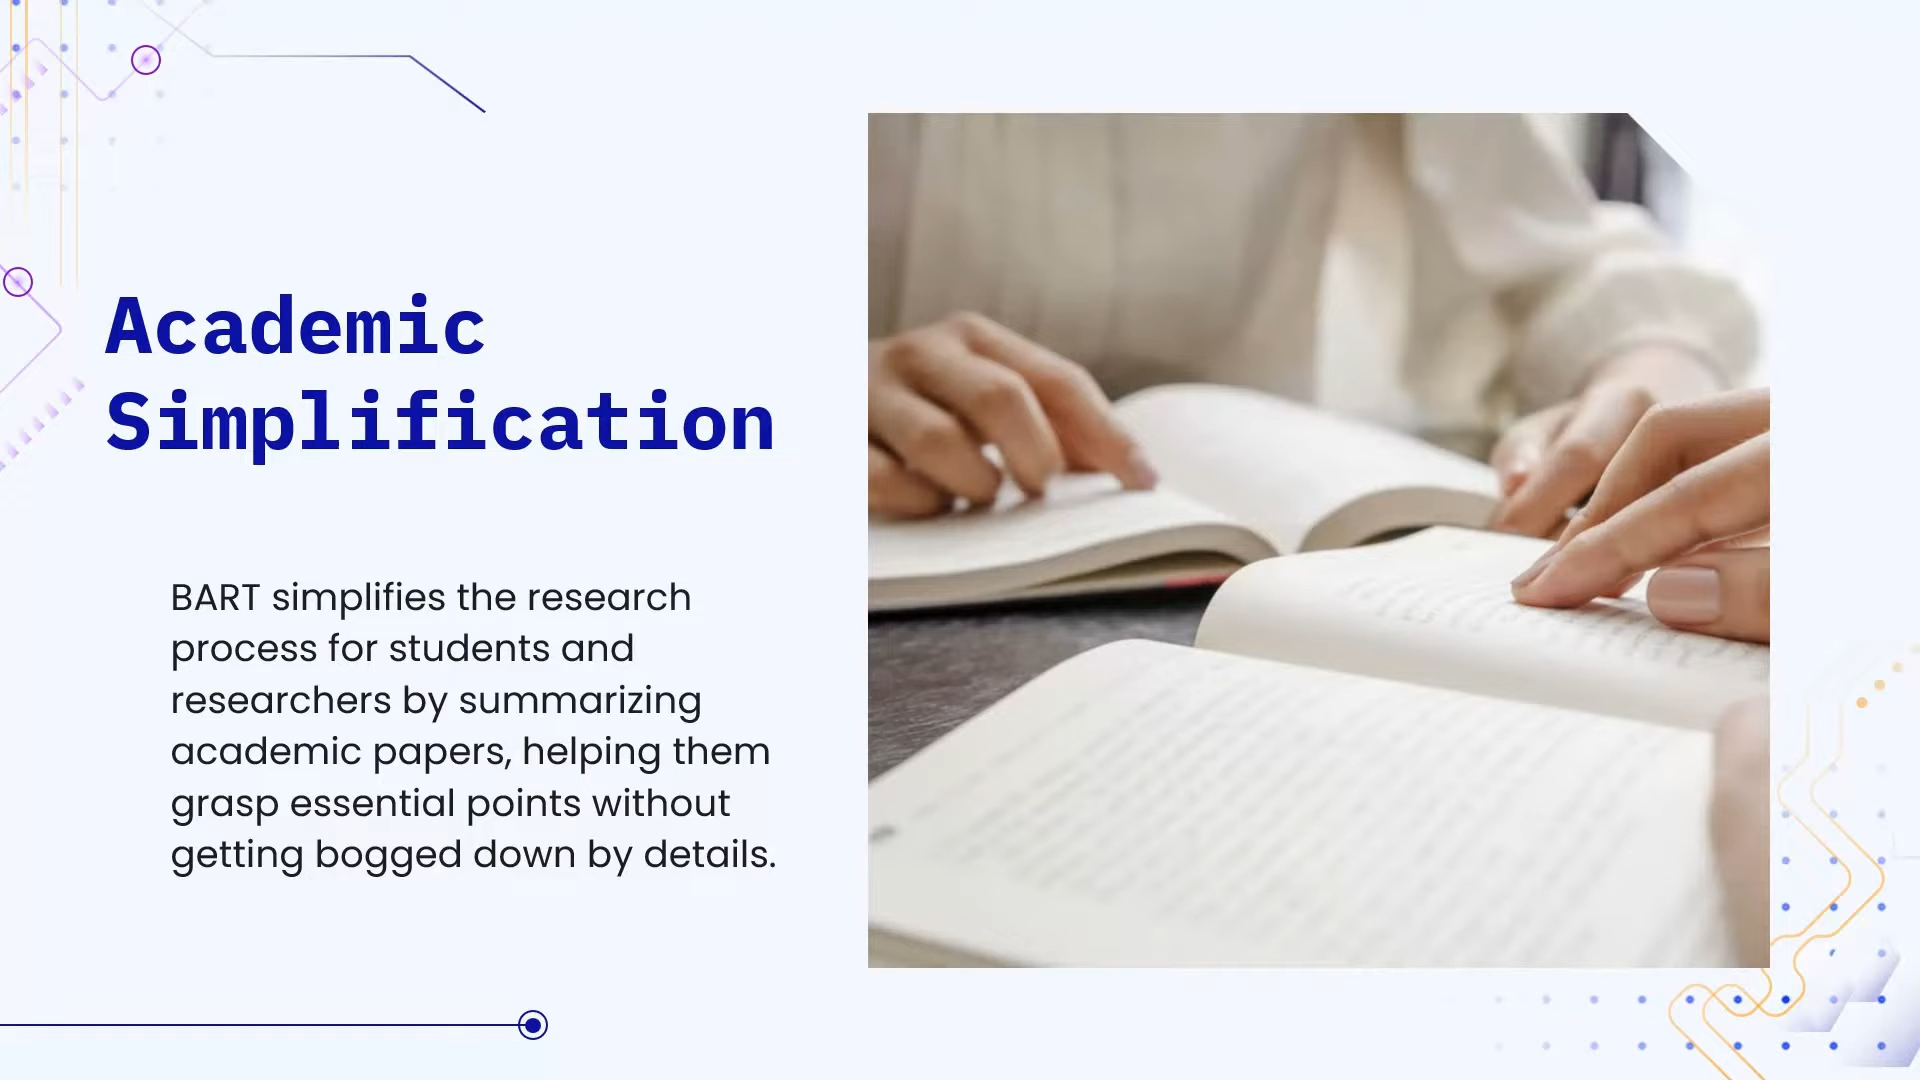 Academic
Simplification
BART simplifies the research
process for students and
researchers by summarizing
academic papers, helping them
grasp essential points without
getting bogged down by details.